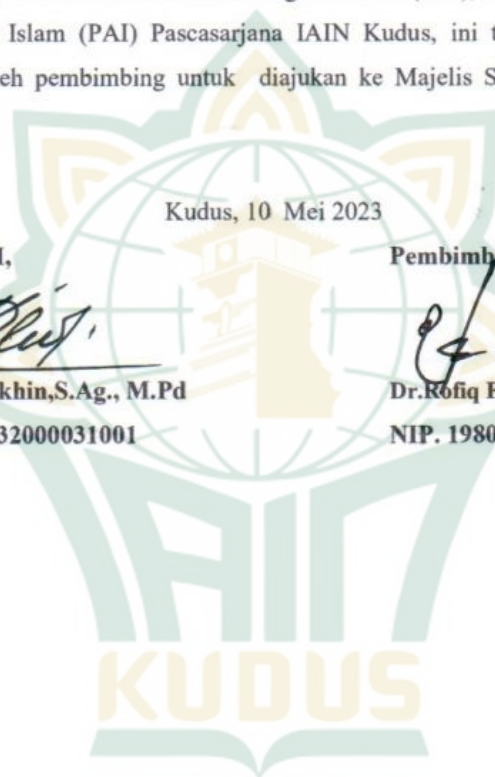 Islam (PAI) Pascasarjana IAIN Kudus, ini t
eh pembimbing untuk diajukan ke Majelis S
Kudus, 10 Mei 2023
I, Pembimb
khin,S.Ag., M.Pd Dr.Rofiq F
32000031001 NIP. 1980
IAIN
KUDUS